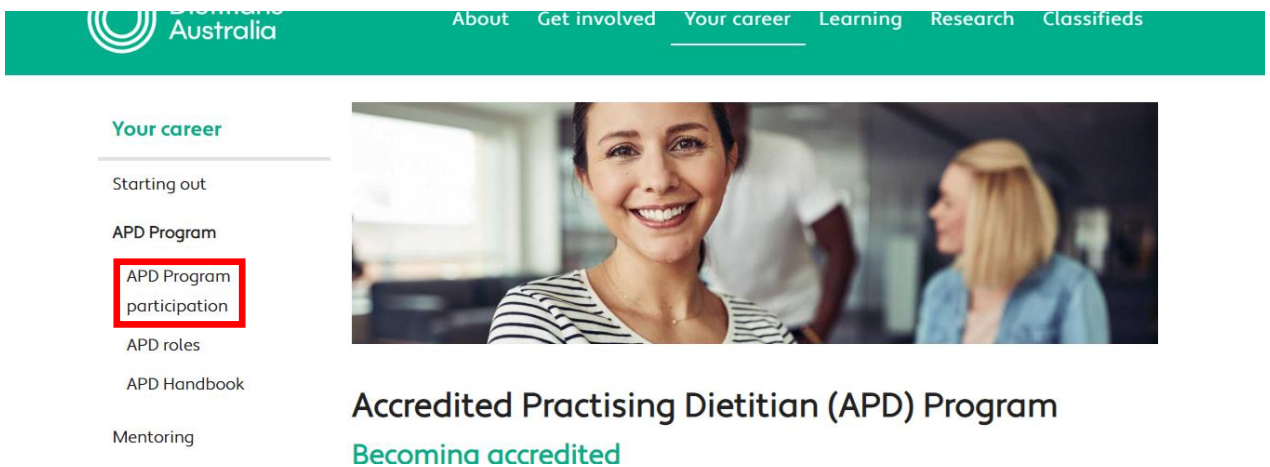 Dietitians
Australia
About Get involved Your career Learning Research Classifieds
Your career
Starting out
APD Program
APD Program
participation
APD roles
APD Handbook
Mentoring
Accredited Practising Dietitian (APD) Program
Becoming accredited